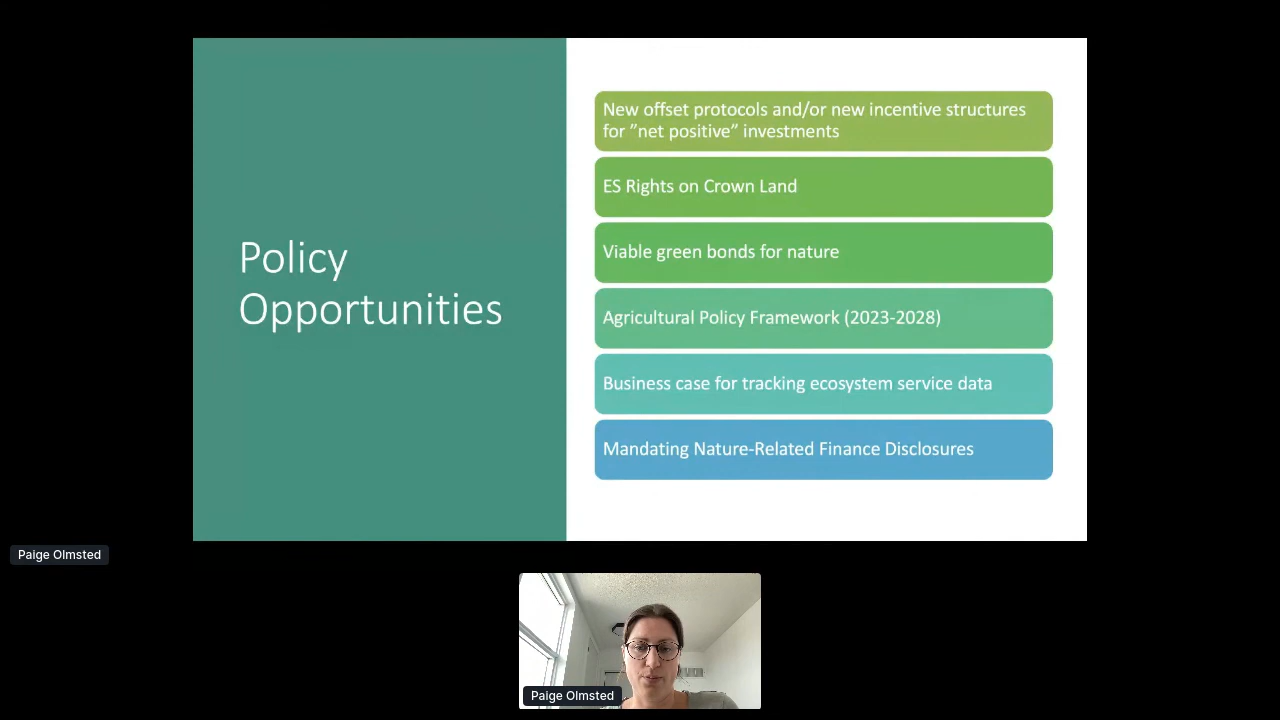 Policy
Opportunities
New offset protocols and/or new incentive structures
for ”net positive” investments
ES Rights on Crown Land
Viable green bonds for nature
Agricultural Policy Framework (2023-2028)
Business case for tracking ecosystem service data
Mandating Nature-Related Finance Disclosures
Paige Olmsted
Paige Olmsted